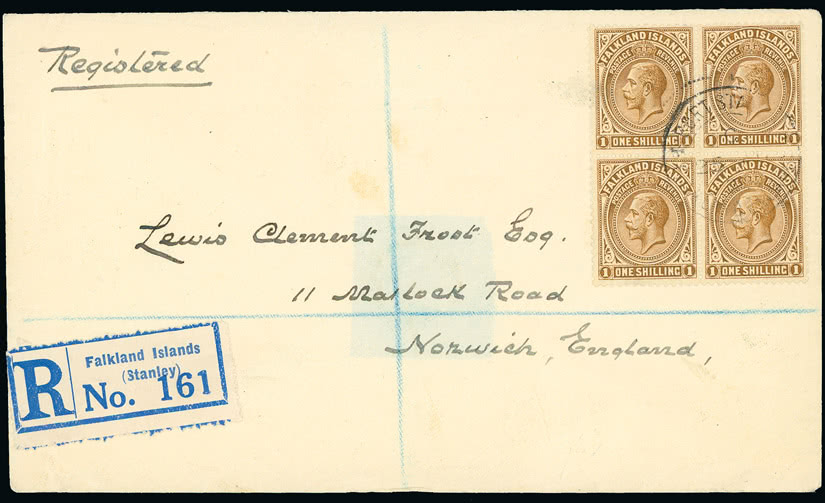 Registered
FALKLAND ISLANDS
POSTAGE REVENUE
1 ONE SHILLING 1
FALKLAND ISLANDS
POSTAGE REVENUE
1 ONE SHILLING 1
FALKLAND ISLANDS
POSTAGE REVENUE
1 ONE SHILLING 1
FALKLAND ISLANDS
POSTAGE REVENUE
1 ONE SHILLING 1
Lewis Clement Frost Esq.
11 Matlock Road
Norwich, England,
R
Falkland Islands
(Stanley)
No. 161